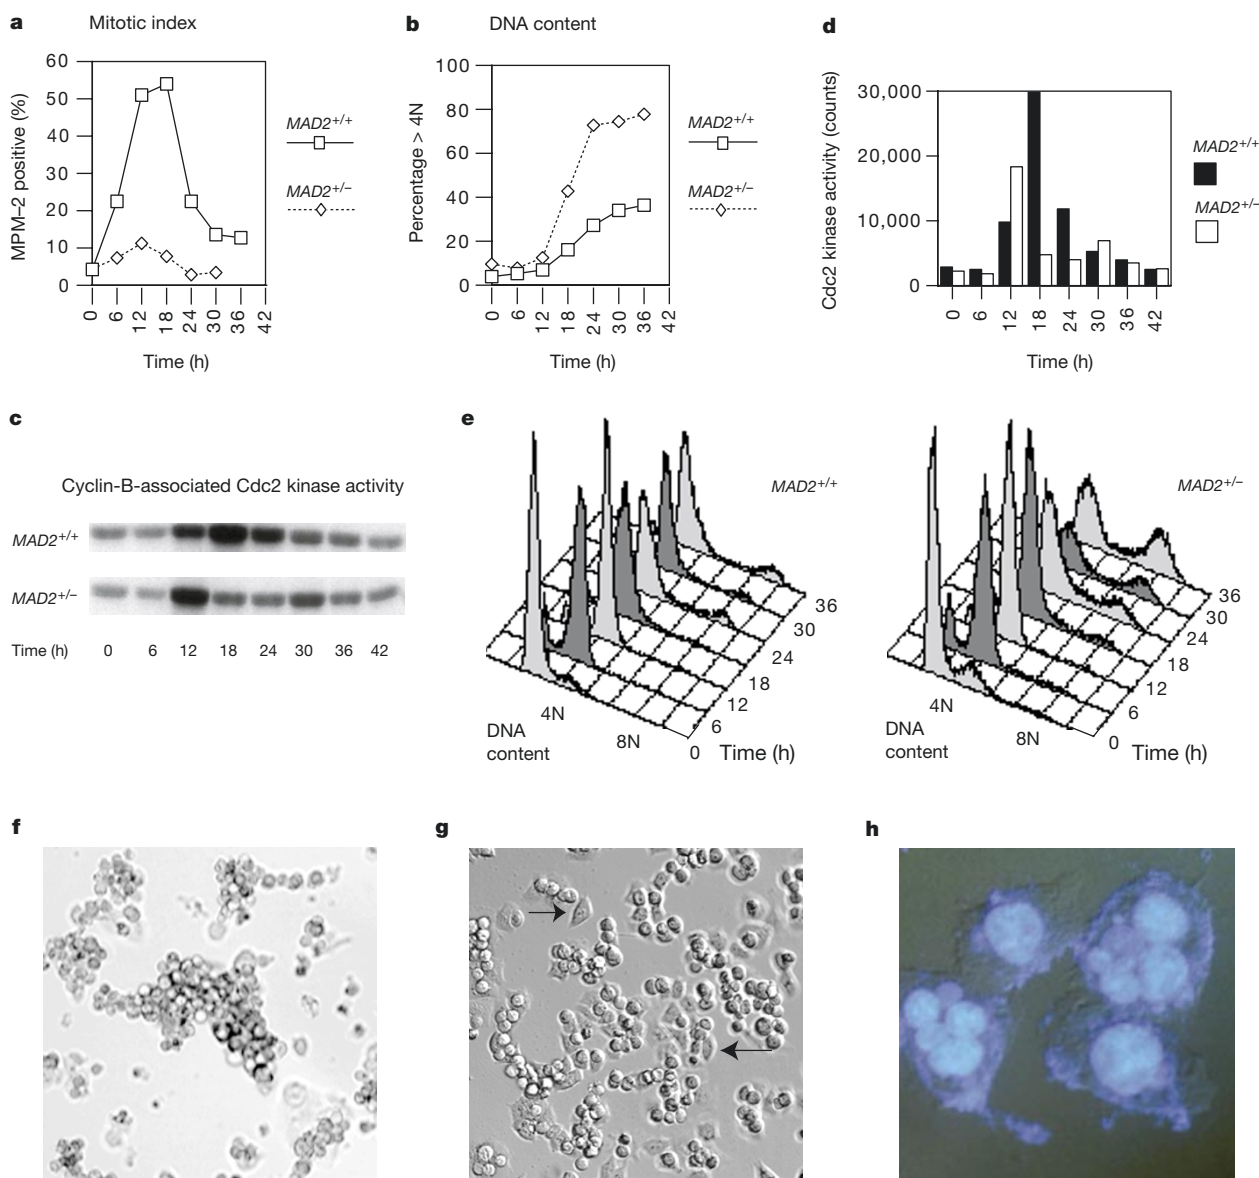 a Mitotic index
60
50
40
30
20
10
0
MPM–2 positive (%)
0 6 12 18 24 30 36 42
Time (h)
MAD2+/+
MAD2+/–
b DNA content
100
80
60
40
20
0
Percentage > 4N
0 6 12 18 24 30 36 42
Time (h)
MAD2+/+
MAD2+/–
d
30,000
20,000
10,000
0
Cdc2 kinase activity (counts)
0 6 12 18 24 30 36 42
Time (h)
MAD2+/+
MAD2+/–
c
Cyclin-B-associated Cdc2 kinase activity
MAD2+/+
MAD2+/–
Time (h) 0 6 12 18 24 30 36 42
e
MAD2+/+
36
30
24
18
12
6
0
4N
8N
DNA
content
Time (h)
MAD2+/–
36
30
24
18
12
6
0
4N
8N
DNA
content
Time (h)
f
g
h